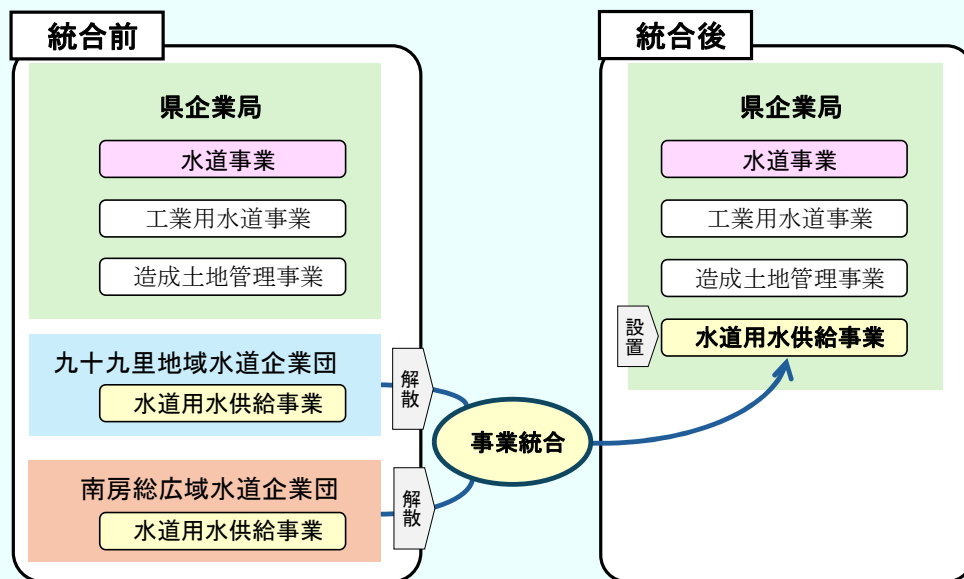 統合前
県企業局
水道事業
工業用水道事業
造成土地管理事業
九十九里地域水道企業団
水道用水供給事業
解散
南房総広域水道企業団
水道用水供給事業
解散
事業統合
統合後
県企業局
水道事業
工業用水道事業
造成土地管理事業
設置
水道用水供給事業